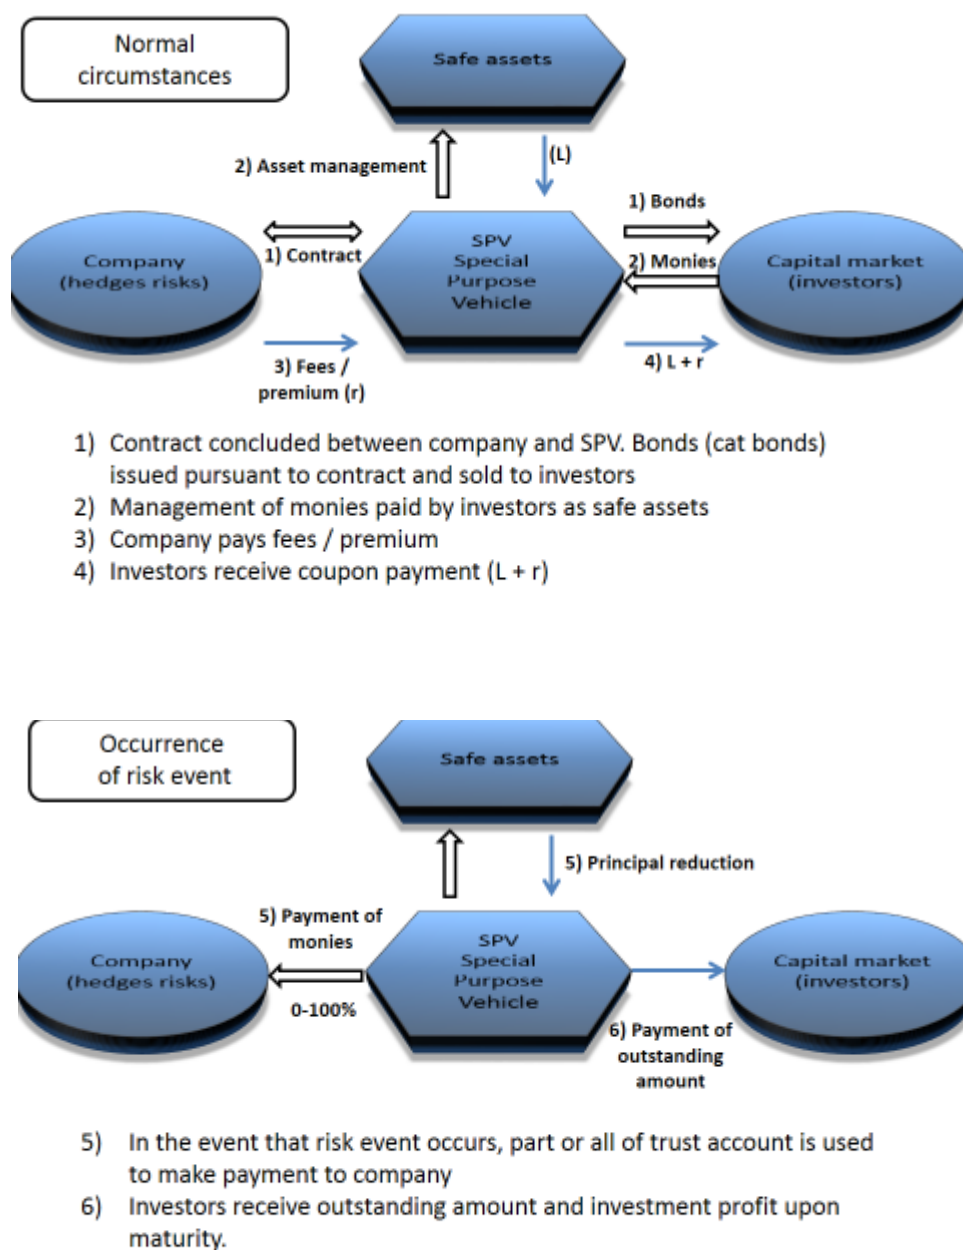 Normal
circumstances
Safe assets
2) Asset management
(L)
1) Bonds
Company
(hedges risks)
1) Contract
SPV
Special
Purpose
Vehicle
2) Monies
Capital market
(investors)
3) Fees /
premium (r)
4) L + r
1) Contract concluded between company and SPV. Bonds (cat bonds)
issued pursuant to contract and sold to investors
2) Management of monies paid by investors as safe assets
3) Company pays fees / premium
4) Investors receive coupon payment (L + r)
Occurrence
of risk event
Safe assets
5) Principal reduction
5) Payment of
monies
Company
(hedges risks)
0-100%
SPV
Special
Purpose
Vehicle
Capital market
(investors)
6) Payment of
outstanding
amount
5) In the event that risk event occurs, part or all of trust account is used
to make payment to company
6) Investors receive outstanding amount and investment profit upon
maturity.